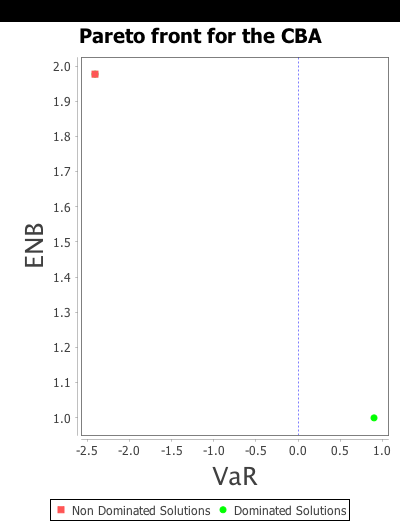 Pareto front for the CBA
2.0
1.9
1.8
1.7
1.6
1.5
1.4
1.3
1.2
1.1
1.0
ENB
-2.5 -2.0 -1.5 -1.0 -0.5 0.0 0.5 1.0
VaR
Non Dominated Solutions Dominated Solutions